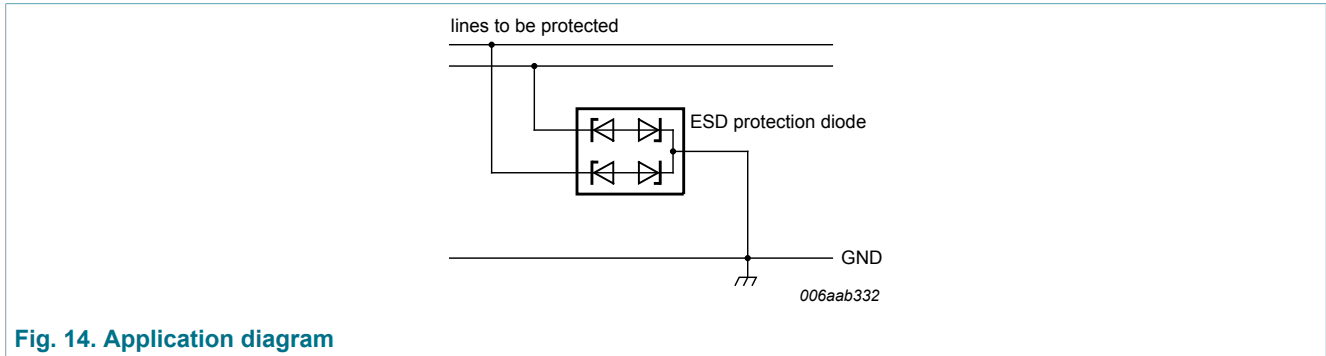 lines to be protected
ESD protection diode
GND
006aab332
Fig. 14. Application diagram